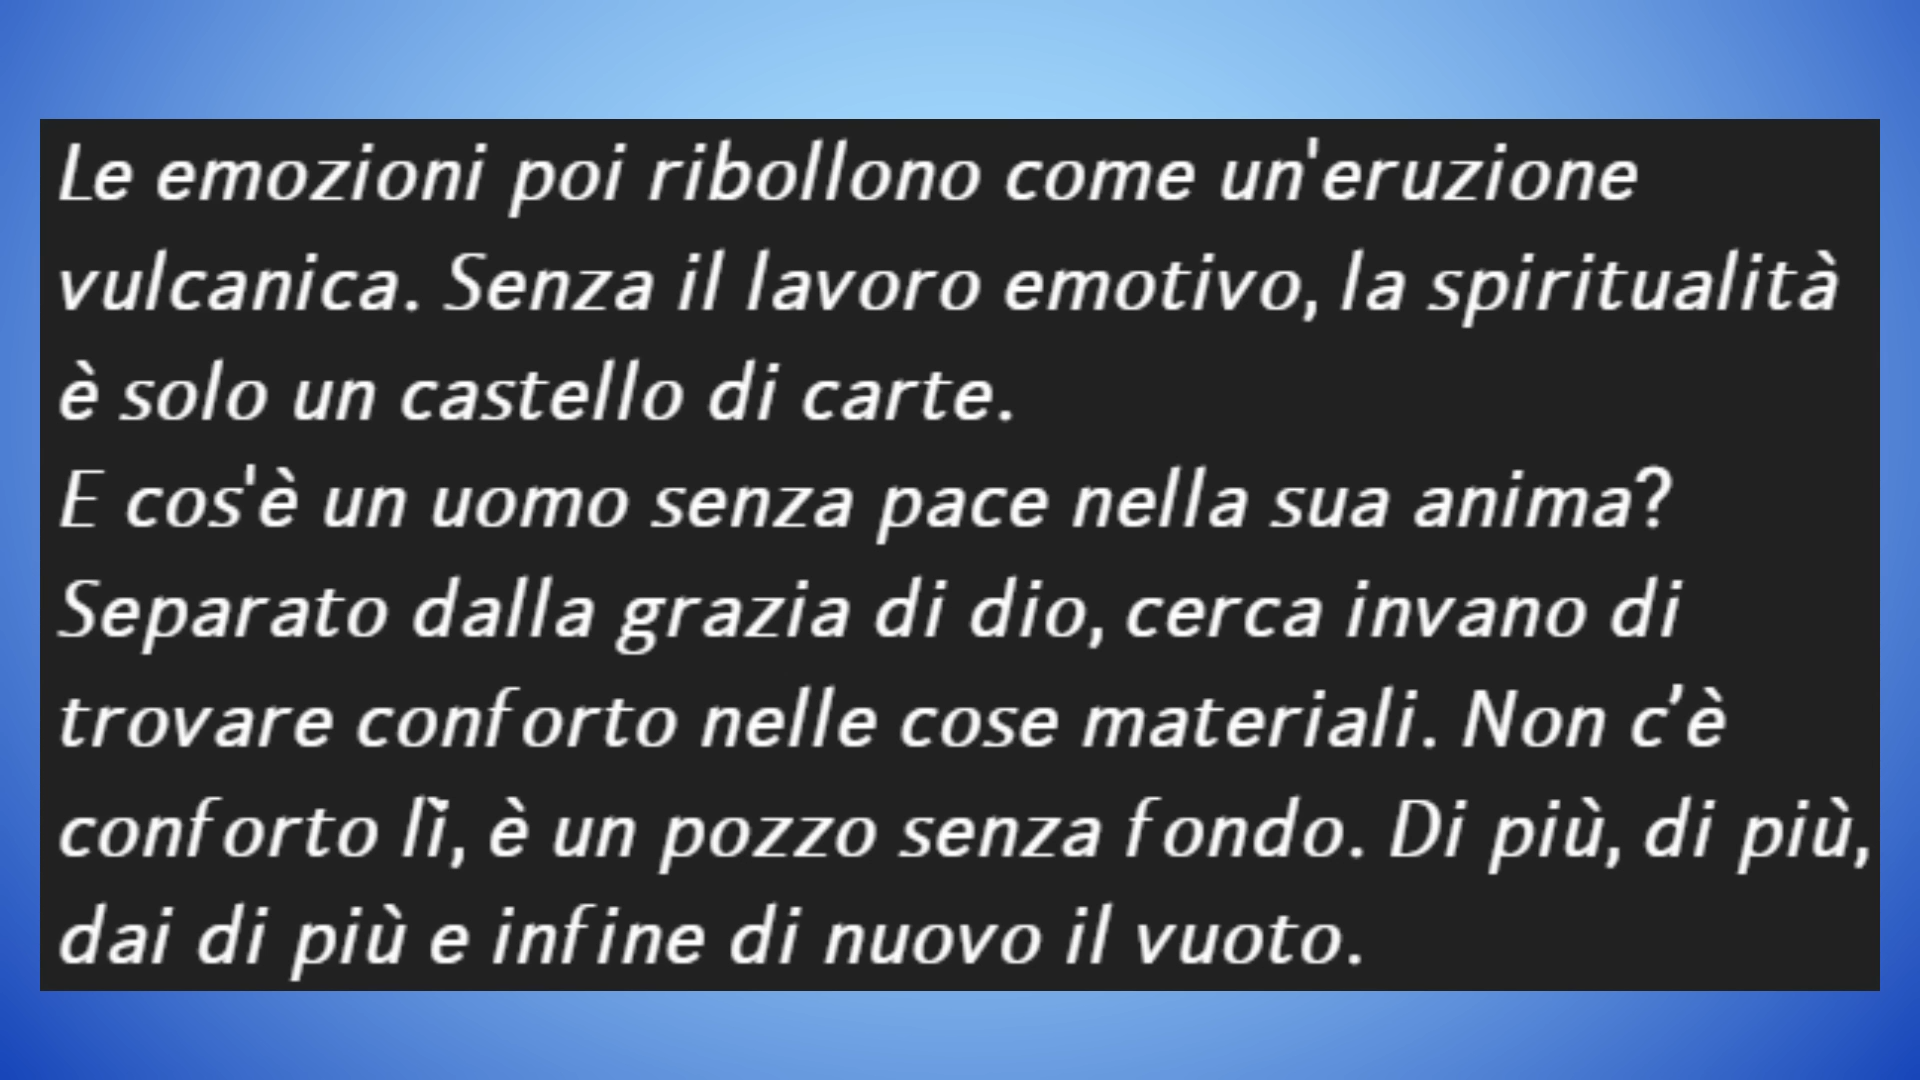 Le emozioni poi ribollono come un'eruzione
vulcanica. Senza il lavoro emotivo, la spiritualità
è solo un castello di carte.
E cos'è un uomo senza pace nella sua anima?
Separato dalla grazia di dio, cerca invano di
trovare conforto nelle cose materiali. Non c’è
conforto lì, è un pozzo senza fondo. Di più, di più,
dai di più e infine di nuovo il vuoto.